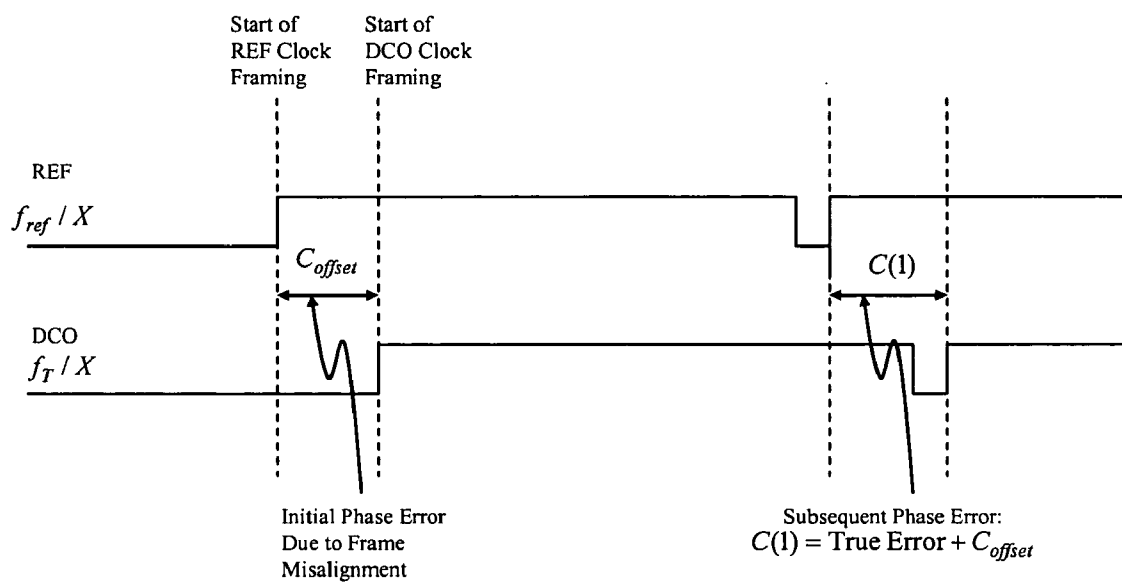 Start of
REF Clock
Framing
Start of
DCO Clock
Framing
REF
f_ref / X
C_offset
C(1)
DCO
f_T / X
Initial Phase Error
Due to Frame
Misalignment
Subsequent Phase Error:
C(1) = True Error + C_offset